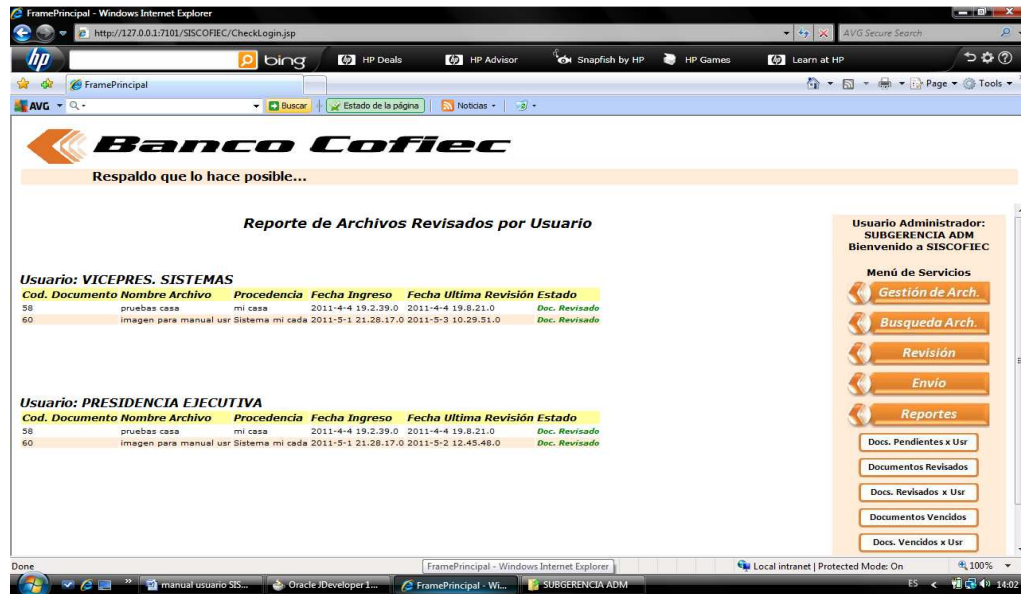 FramePrincipal - Windows Internet Explorer
http://127.0.0.1:7101/SISCOFIEC/CheckLogin.jsp
AVG Secure Search
hp
bing
HP Deals
HP Advisor
Snapfish by HP
HP Games
Learn at HP
FramePrincipal
Page
Tools
AVG
Buscar
Estado de la página
Noticias
Banco Cofiec
Respaldo que lo hace posible...
Reporte de Archivos Revisados por Usuario
Usuario: VICEPRES. SISTEMAS
Cod. Documento Nombre Archivo Procedencia Fecha Ingreso Fecha Ultima Revisión Estado
58 pruebas casa mi casa 2011-4-4 19.2.39.0 2011-4-4 19.8.21.0 Doc. Revisado
60 imagen para manual usr Sistema mi cada 2011-5-1 21.28.17.0 2011-5-3 10.29.51.0 Doc. Revisado
Usuario: PRESIDENCIA EJECUTIVA
Cod. Documento Nombre Archivo Procedencia Fecha Ingreso Fecha Ultima Revisión Estado
58 pruebas casa mi casa 2011-4-4 19.2.39.0 2011-4-4 19.8.21.0 Doc. Revisado
60 imagen para manual usr Sistema mi cada 2011-5-1 21.28.17.0 2011-5-2 12.45.48.0 Doc. Revisado
Usuario Administrador:
SUBGERENCIA ADM
Bienvenido a SISCOFIEC
Menú de Servicios
Gestión de Arch.
Busqueda Arch.
Revisión
Envío
Reportes
Docs. Pendientes x Usr
Documentos Revisados
Docs. Revisados x Usr
Documentos Vencidos
Docs. Vencidos x Usr
Done
FramePrincipal - Windows Internet Explorer
Local intranet | Protected Mode: On
100%
manual usuario SIS...
Oracle JDeveloper 1...
FramePrincipal - Wi...
SUBGERENCIA ADM
ES
14:02